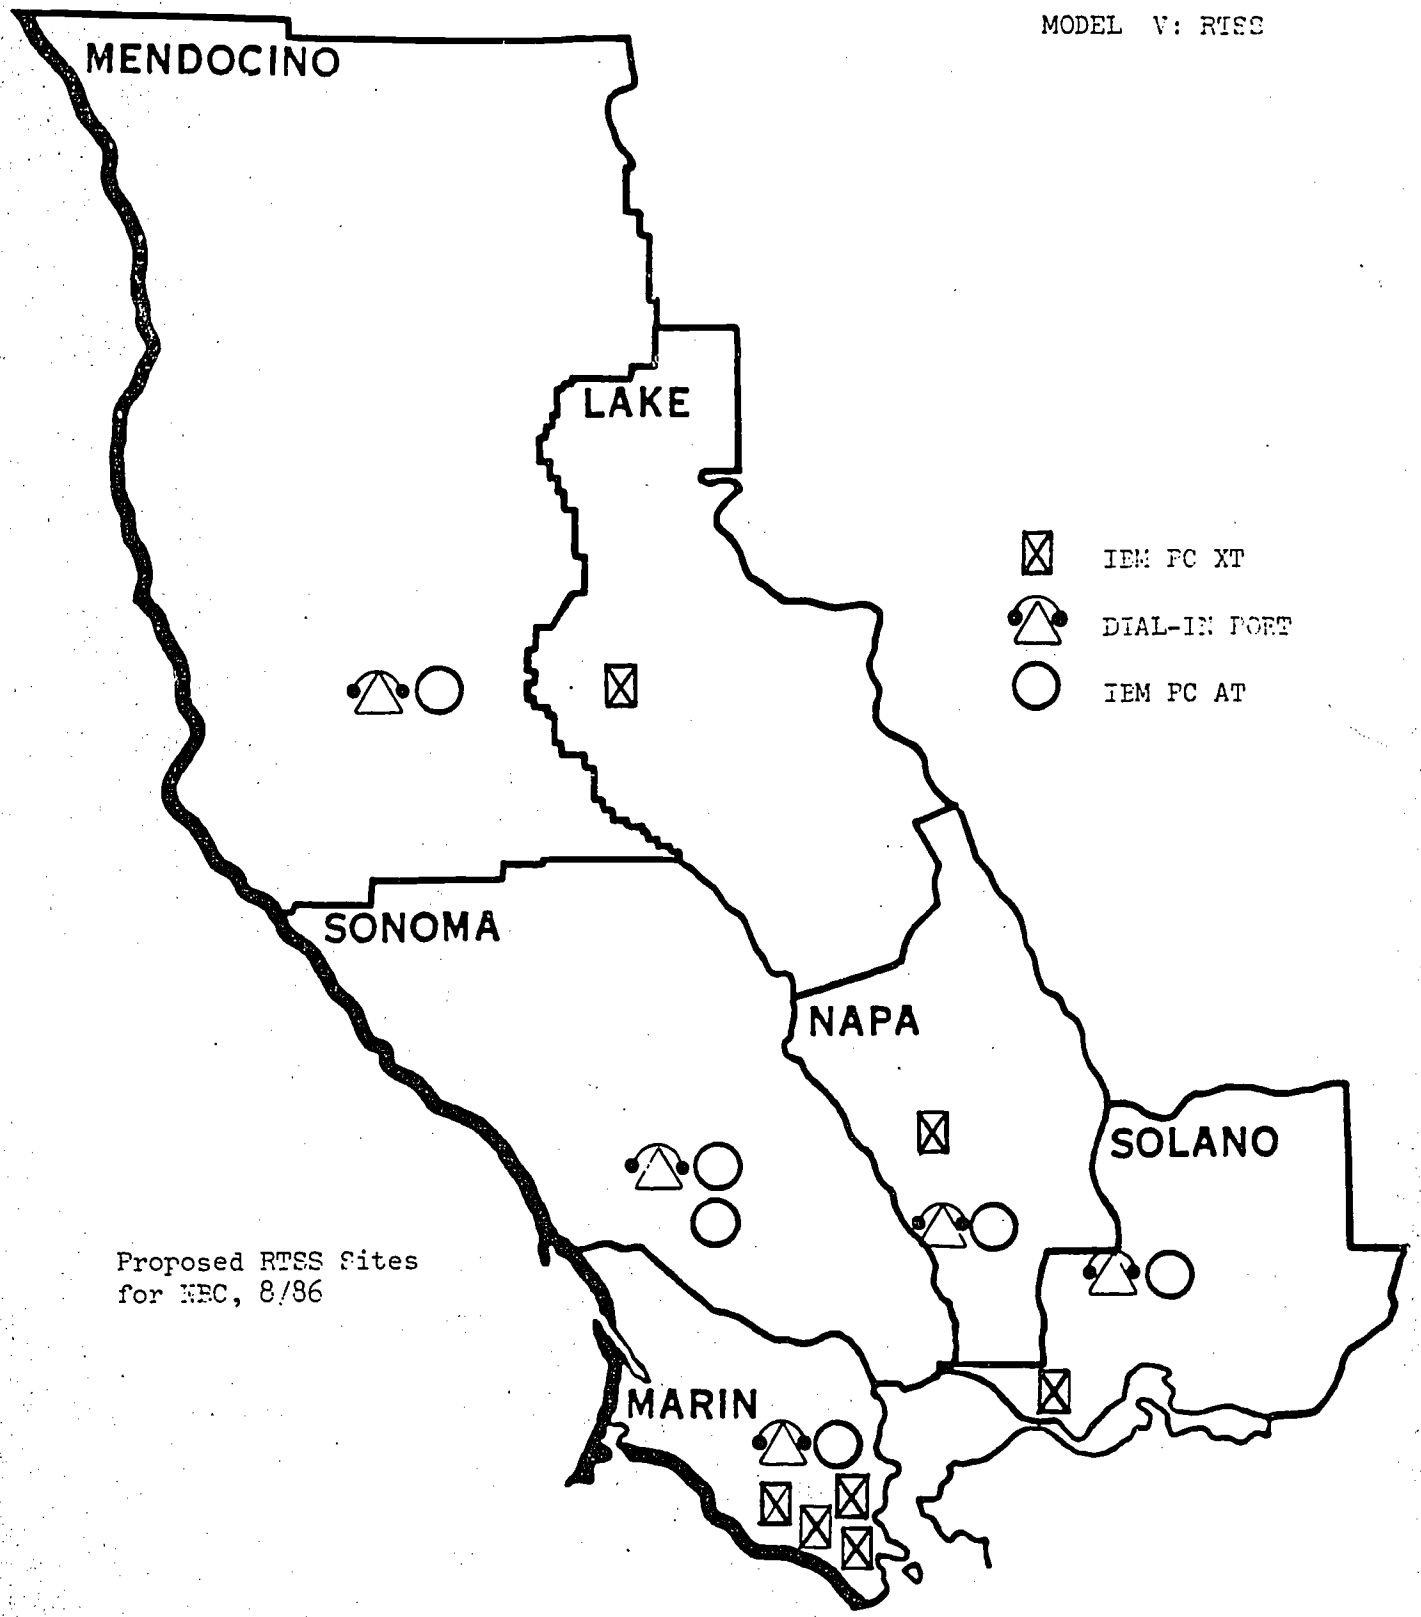 MODEL V: RTSS
MENDOCINO
LAKE
IBM PC XT
DIAL-IN PORT
IBM PC AT
SONOMA
NAPA
SOLANO
Proposed RTSS Sites
for NBC, 8/86
MARIN